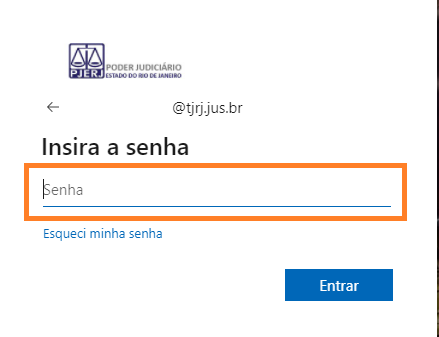 PJERJ
PODER JUDICIÁRIO
ESTADO DO RIO DE JANEIRO
@tjrj.jus.br
Insira a senha
Senha
Esqueci minha senha
Entrar